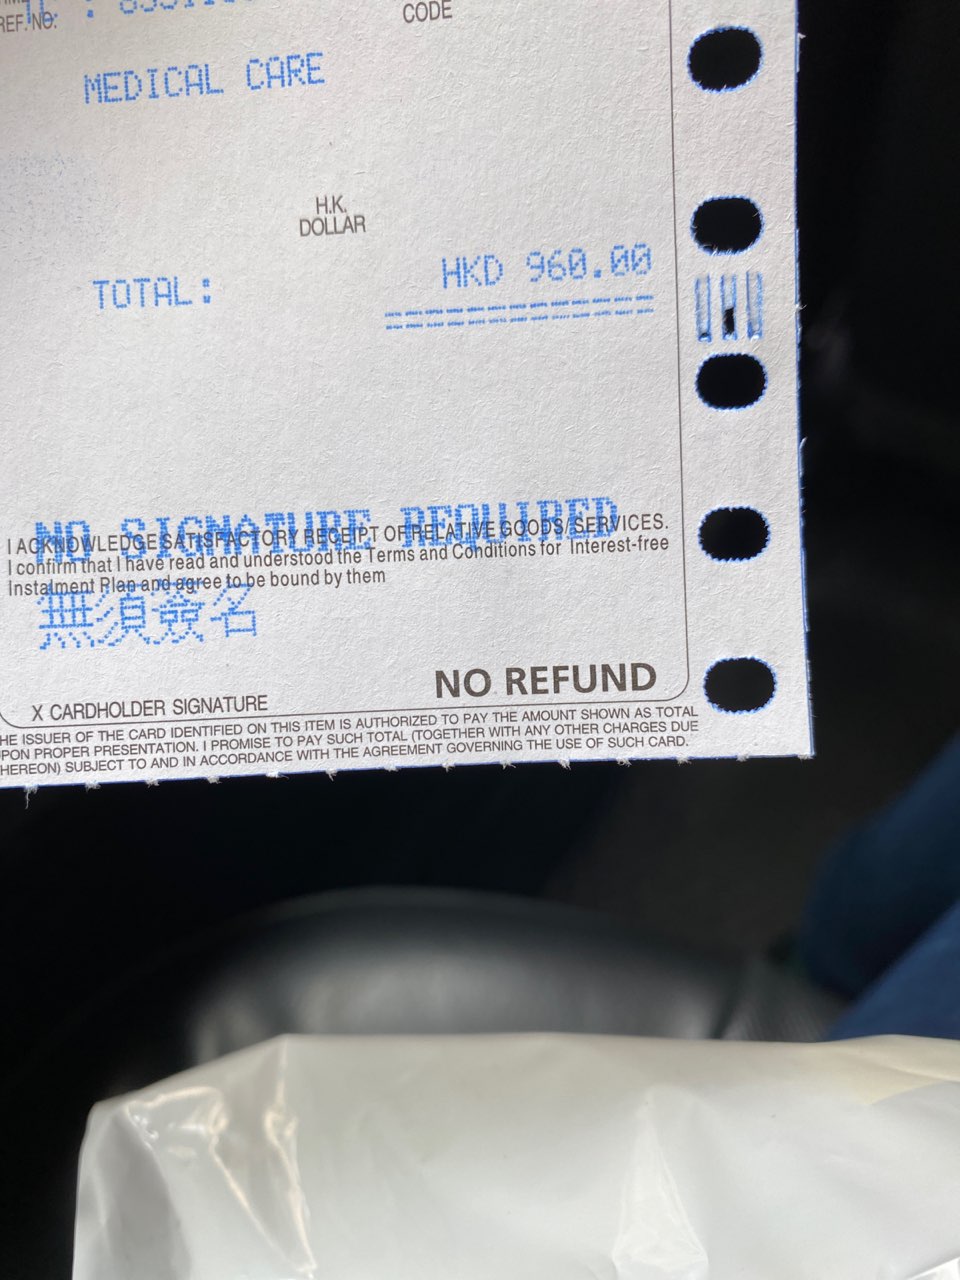 REF. NO.
CODE
MEDICAL CARE
H.K.
DOLLAR
TOTAL: HKD 960.00
NO SIGNATURE REQUIRED
I ACKNOWLEDGE SATISFACTORY RECEIPT OF RELATIVE GOODS/SERVICES.
I confirm that I have read and understood the Terms and Conditions for Interest-free
Instalment Plan and agree to be bound by them
無須簽名
NO REFUND
X CARDHOLDER SIGNATURE
HE ISSUER OF THE CARD IDENTIFIED ON THIS ITEM IS AUTHORIZED TO PAY THE AMOUNT SHOWN AS TOTAL
PON PROPER PRESENTATION. I PROMISE TO PAY SUCH TOTAL (TOGETHER WITH ANY OTHER CHARGES DUE
HEREON) SUBJECT TO AND IN ACCORDANCE WITH THE AGREEMENT GOVERNING THE USE OF SUCH CARD.